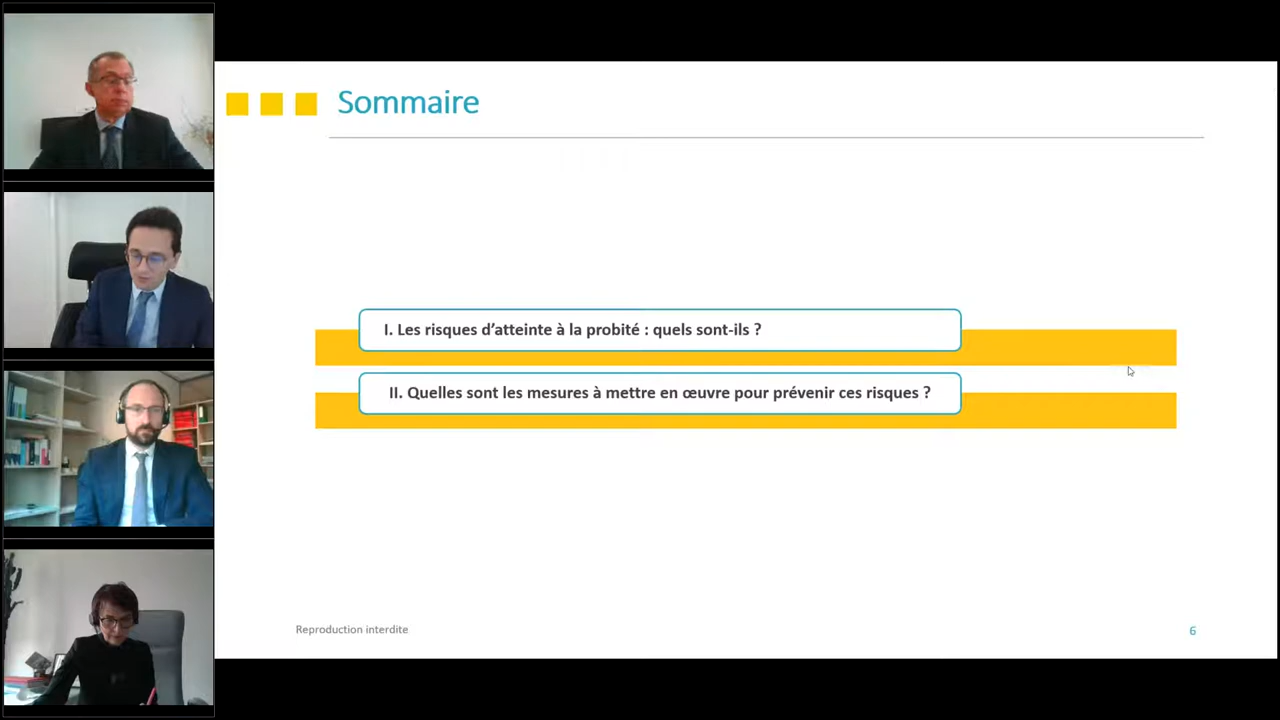 Sommaire
I. Les risques d’atteinte à la probité : quels sont-ils ?
II. Quelles sont les mesures à mettre en œuvre pour prévenir ces risques ?
Reproduction interdite
6